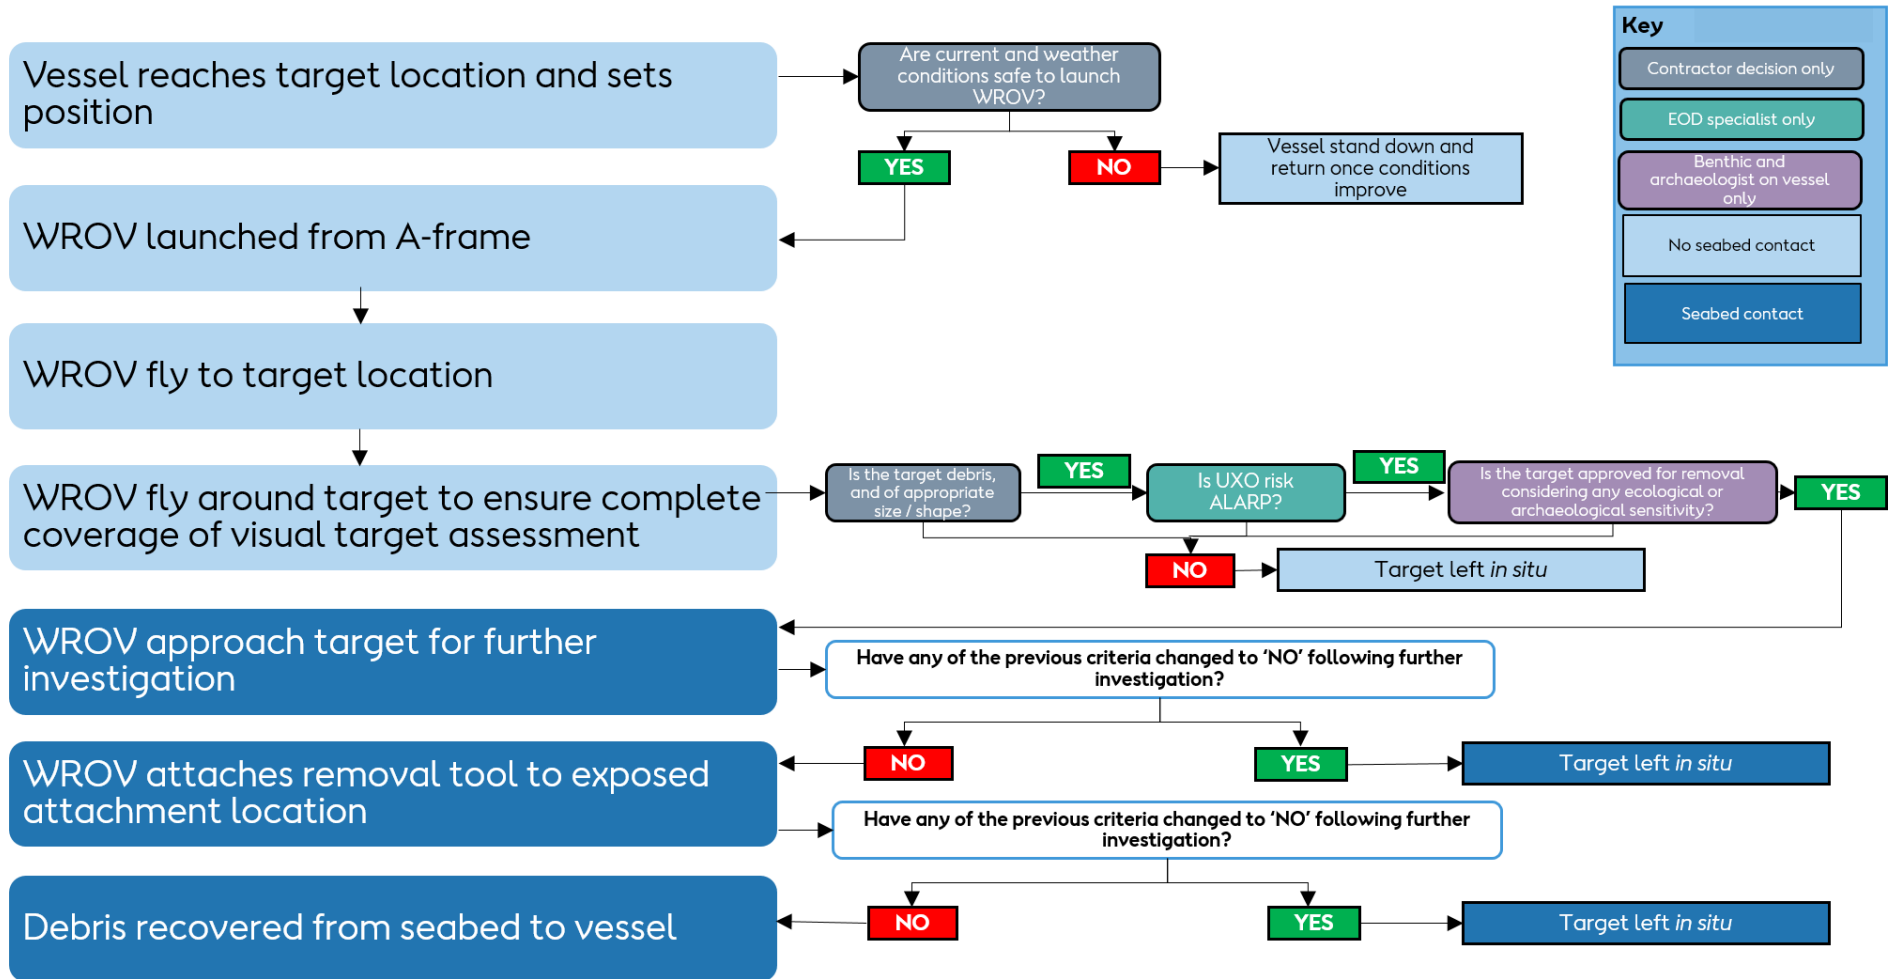 Vessel reaches target location and sets
position
Are current and weather
conditions safe to launch
WROV?
YES
NO
Vessel stand down and
return once conditions
improve
Key
Contractor decision only
EOD specialist only
Benthic and
archaeologist on vessel
only
No seabed contact
Seabed contact
WROV launched from A-frame
WROV fly to target location
WROV fly around target to ensure complete
coverage of visual target assessment
Is the target debris,
and of appropriate
size / shape?
YES
Is UXO risk
ALARP?
YES
Is the target approved for removal
considering any ecological or
archaeological sensitivity?
YES
NO
Target left in situ
WROV approach target for further
investigation
Have any of the previous criteria changed to ‘NO’ following further
investigation?
NO
YES
Target left in situ
WROV attaches removal tool to exposed
attachment location
Have any of the previous criteria changed to ‘NO’ following further
investigation?
NO
YES
Target left in situ
Debris recovered from seabed to vessel